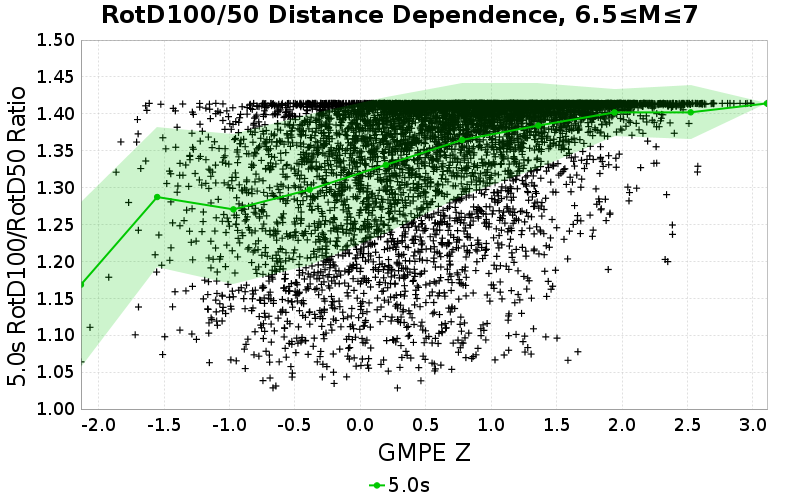 RotD100/50 Distance Dependence, 6.5≤M≤7
5.0s RotD100/RotD50 Ratio
1.50
1.45
1.40
1.35
1.30
1.25
1.20
1.15
1.10
1.05
1.00
-2.0 -1.5 -1.0 -0.5 0.0 0.5 1.0 1.5 2.0 2.5 3.0
GMPE Z
5.0s